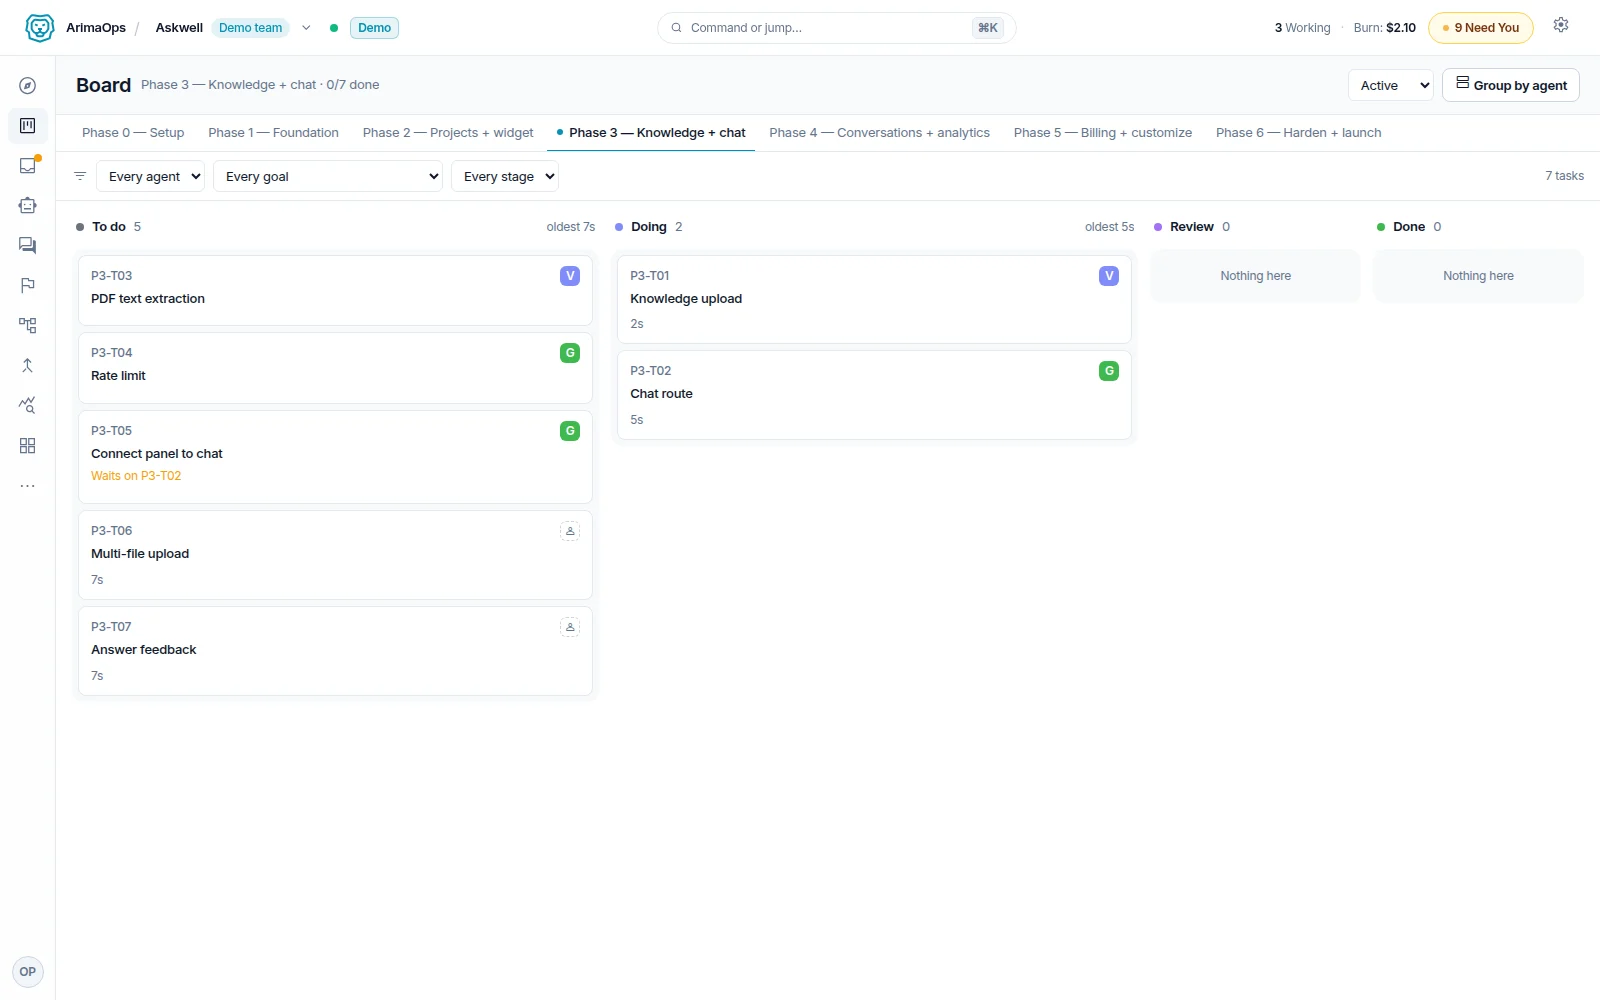 ArimaOps / Askwell Demo team Demo
Command or jump... ⌘K
3 Working · Burn: $2.10 9 Need You
Board Phase 3 — Knowledge + chat · 0/7 done
Active Group by agent
Phase 0 — Setup Phase 1 — Foundation Phase 2 — Projects + widget Phase 3 — Knowledge + chat Phase 4 — Conversations + analytics Phase 5 — Billing + customize Phase 6 — Harden + launch
Every agent Every goal Every stage 7 tasks
To do 5 oldest 7s
P3-T03 V
PDF text extraction
P3-T04 G
Rate limit
P3-T05 G
Connect panel to chat
Waits on P3-T02
P3-T06
Multi-file upload
7s
P3-T07
Answer feedback
7s
Doing 2 oldest 5s
P3-T01 V
Knowledge upload
2s
P3-T02 G
Chat route
5s
Review 0
Nothing here
Done 0
Nothing here
OP